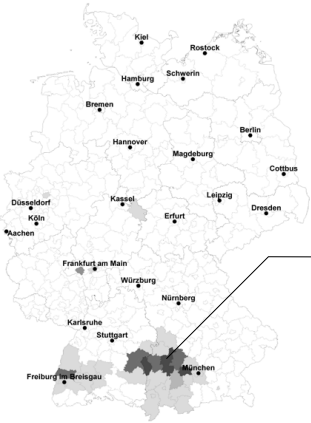 Kiel
Rostock
Schwerin
Hamburg
Bremen
Berlin
Hannover
Magdeburg
Cottbus
Leipzig
Kassel
Düsseldorf
Dresden
Köln
Erfurt
Aachen
Frankfurt am Main
Würzburg
Nürnberg
Karlsruhe
Stuttgart
München
Freiburg im Breisgau